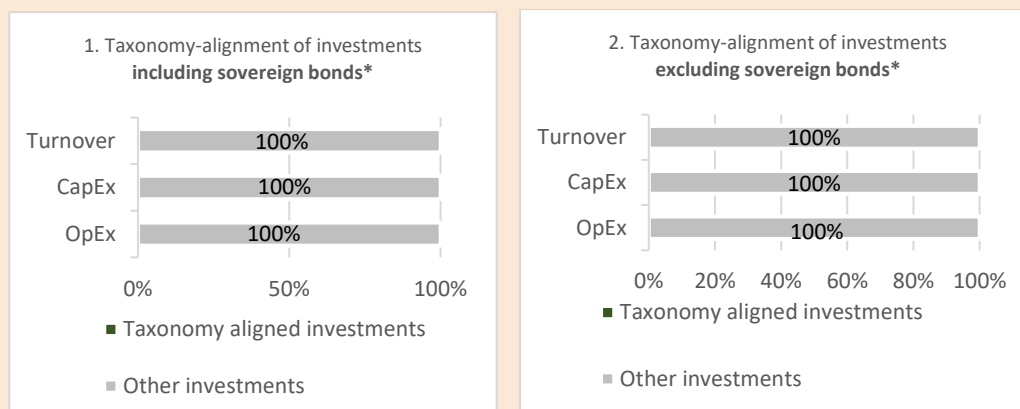 1. Taxonomy-alignment of investments
including sovereign bonds*
Turnover
100%
CapEx
100%
OpEx
100%
0% 50% 100%
■ Taxonomy aligned investments
■ Other investments
2. Taxonomy-alignment of investments
excluding sovereign bonds*
Turnover
100%
CapEx
100%
OpEx
100%
0% 20% 40% 60% 80% 100%
■ Taxonomy aligned investments
■ Other investments